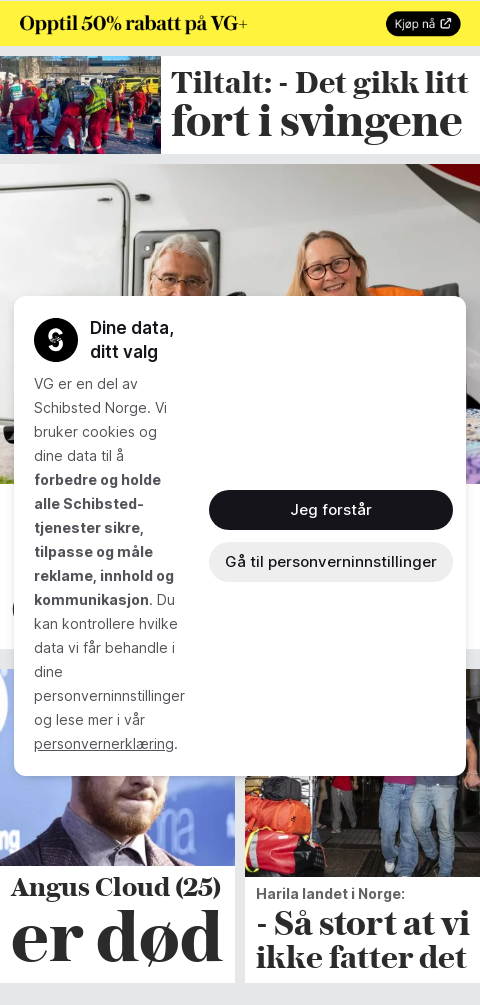 Opptil 50% rabatt på VG+
Kjøp nå
Tiltalt: - Det gikk litt
fort i svingene
Dine data,
ditt valg
VG er en del av
Schibsted Norge. Vi
bruker cookies og
dine data til å
forbedre og holde
alle Schibsted-
tjenester sikre,
tilpasse og måle
reklame, innhold og
kommunikasjon. Du
kan kontrollere hvilke
data vi får behandle i
dine
personverninnstillinger
og lese mer i vår
personvernerklæring.
Jeg forstår
Gå til personverninnstillinger
Angus Cloud (25)
er død
Harila landet i Norge:
- Så stort at vi
ikke fatter det